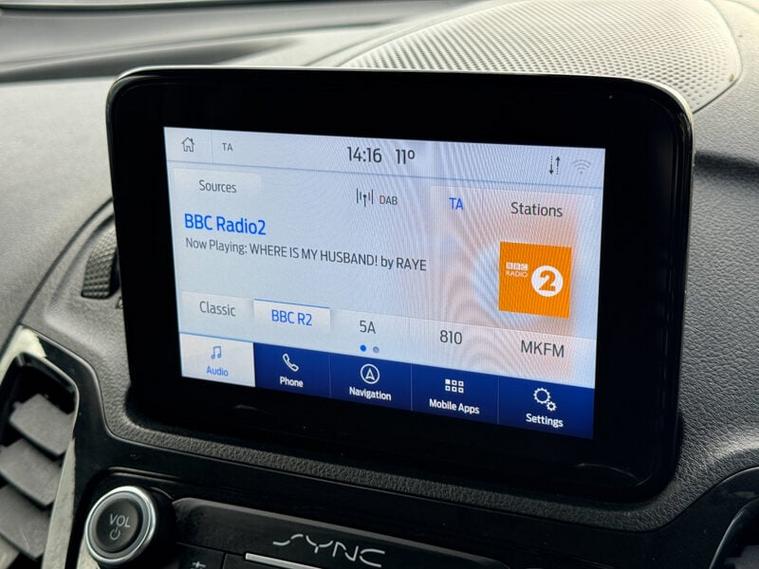 TA
14:16 11°
Sources
DAB
TA
Stations
BBC Radio2
Now Playing: WHERE IS MY HUSBAND! by RAYE
BBC
RADIO
2
Classic
BBC R2
5A
810
MKFM
Audio
Phone
Navigation
Mobile Apps
Settings
VOL
SYNC